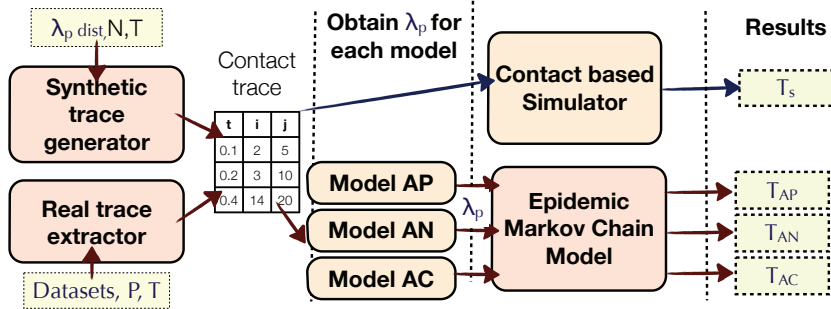 λp dist,N,T
Synthetic
trace
generator
Real trace
extractor
Datasets, P, T
Contact
trace
t i j
0.1 2 5
0.2 3 10
0.4 14 20
Obtain λp for
each model
Model AP
Model AN
Model AC
λp
Contact based
Simulator
Epidemic
Markov Chain
Model
Results
Ts
TAP
TAN
TAC